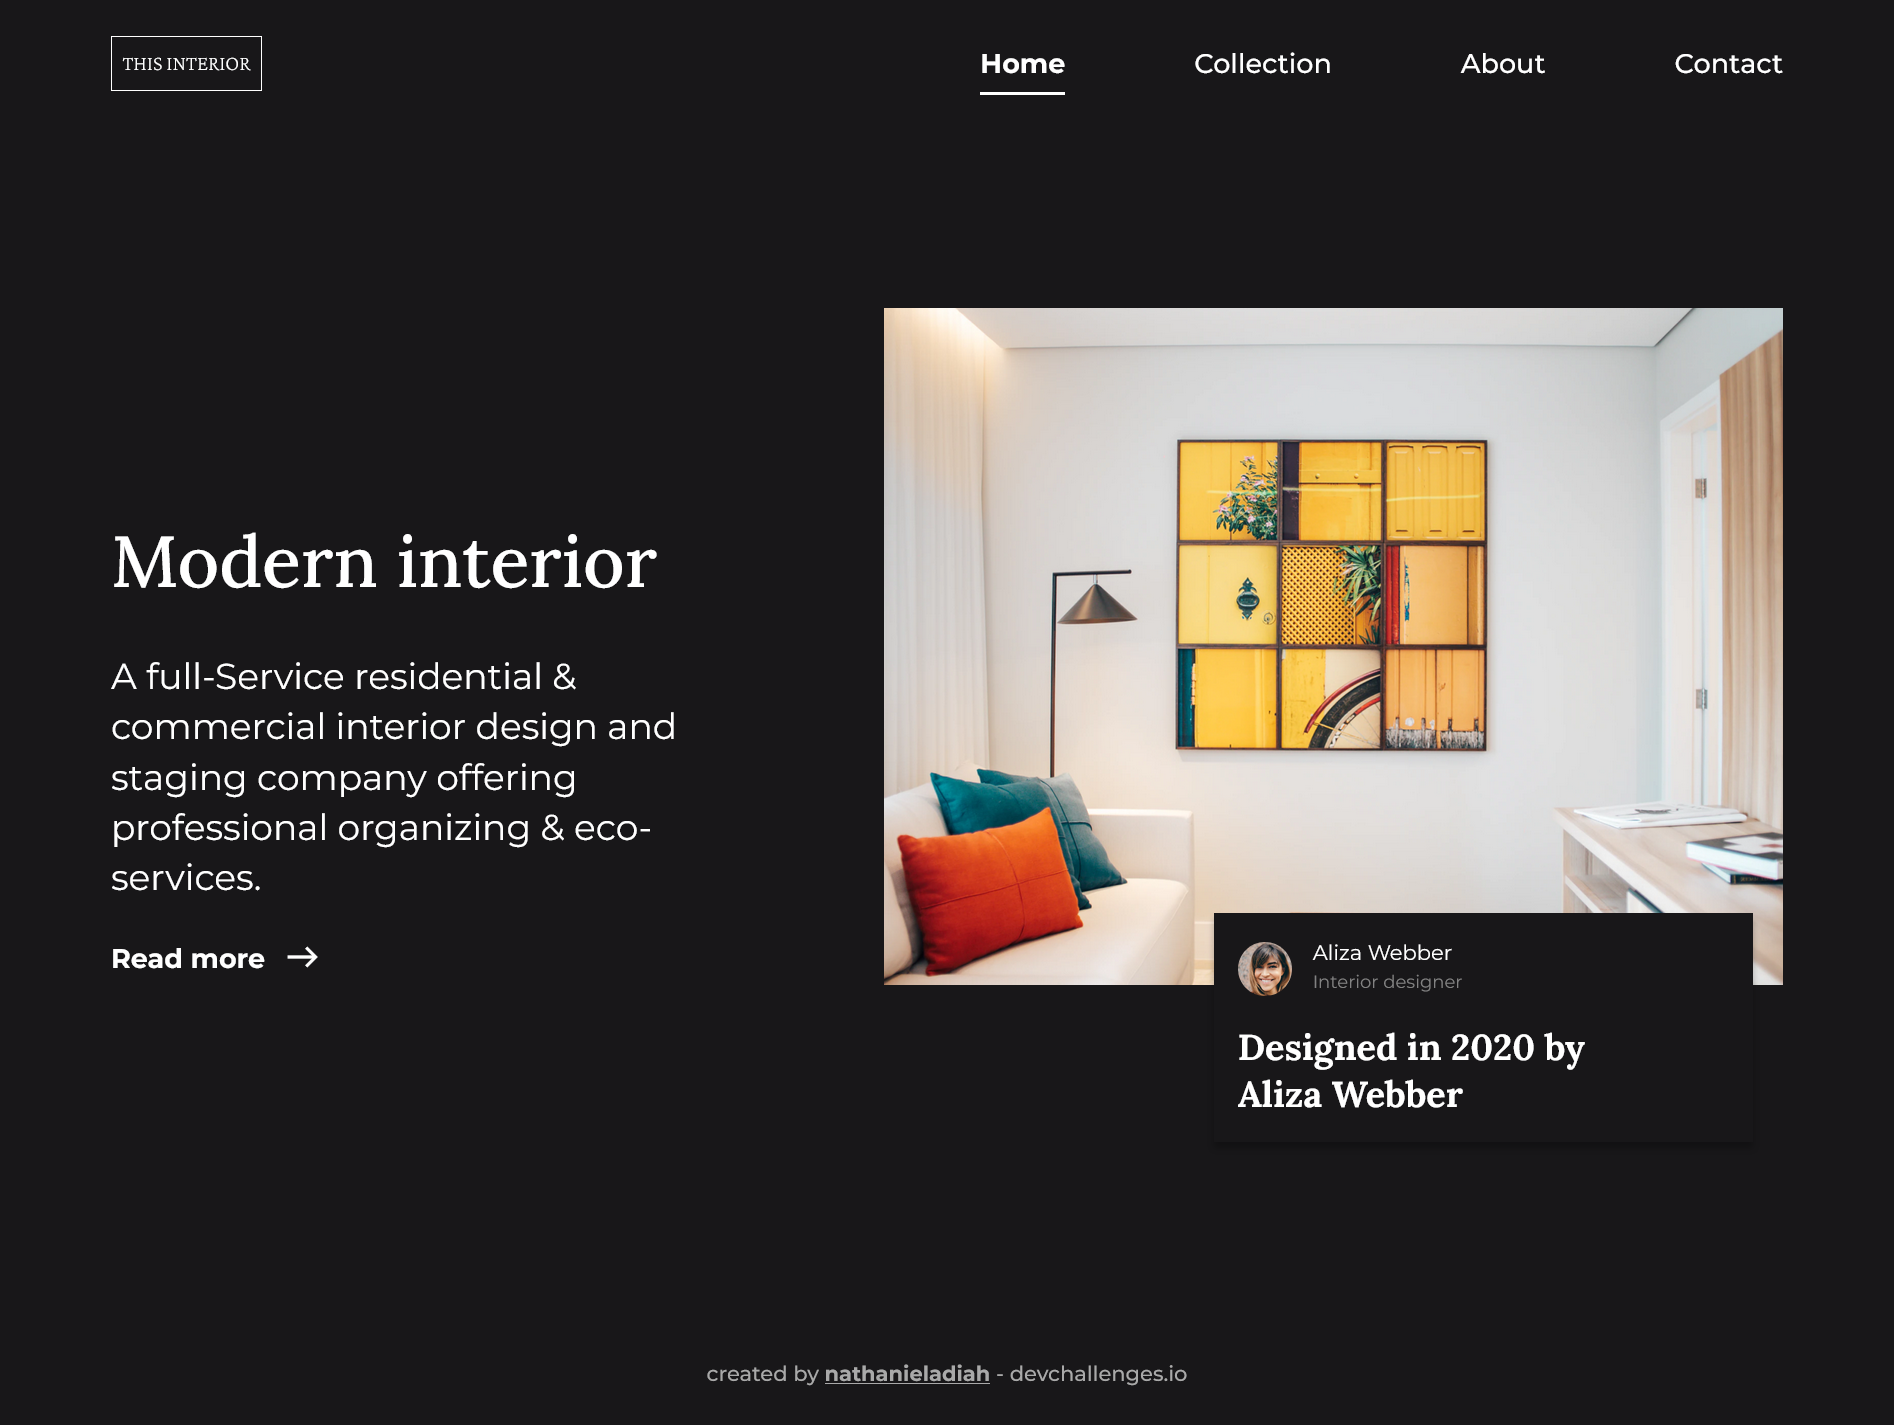 THIS INTERIOR
Home
Collection
About
Contact
Modern interior
A full-Service residential &
commercial interior design and
staging company offering
professional organizing & eco-
services.
Read more
Aliza Webber
Interior designer
Designed in 2020 by
Aliza Webber
created by nathanieladiah - devchallenges.io